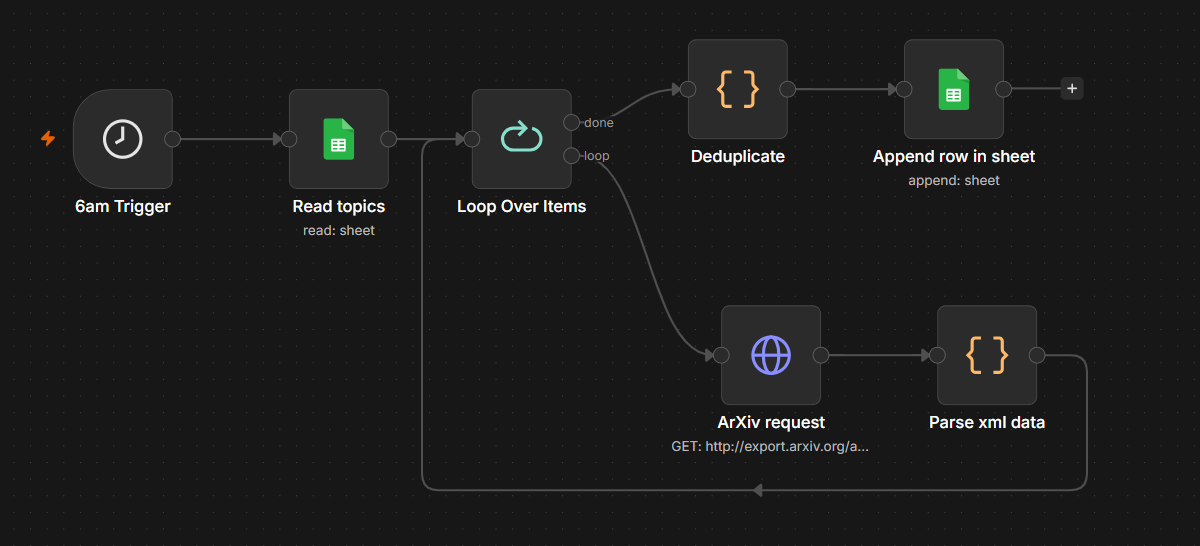 6am Trigger
Read topics
read: sheet
Loop Over Items
done
loop
Deduplicate
Append row in sheet
append: sheet
ArXiv request
GET: http://export.arxiv.org/a...
Parse xml data